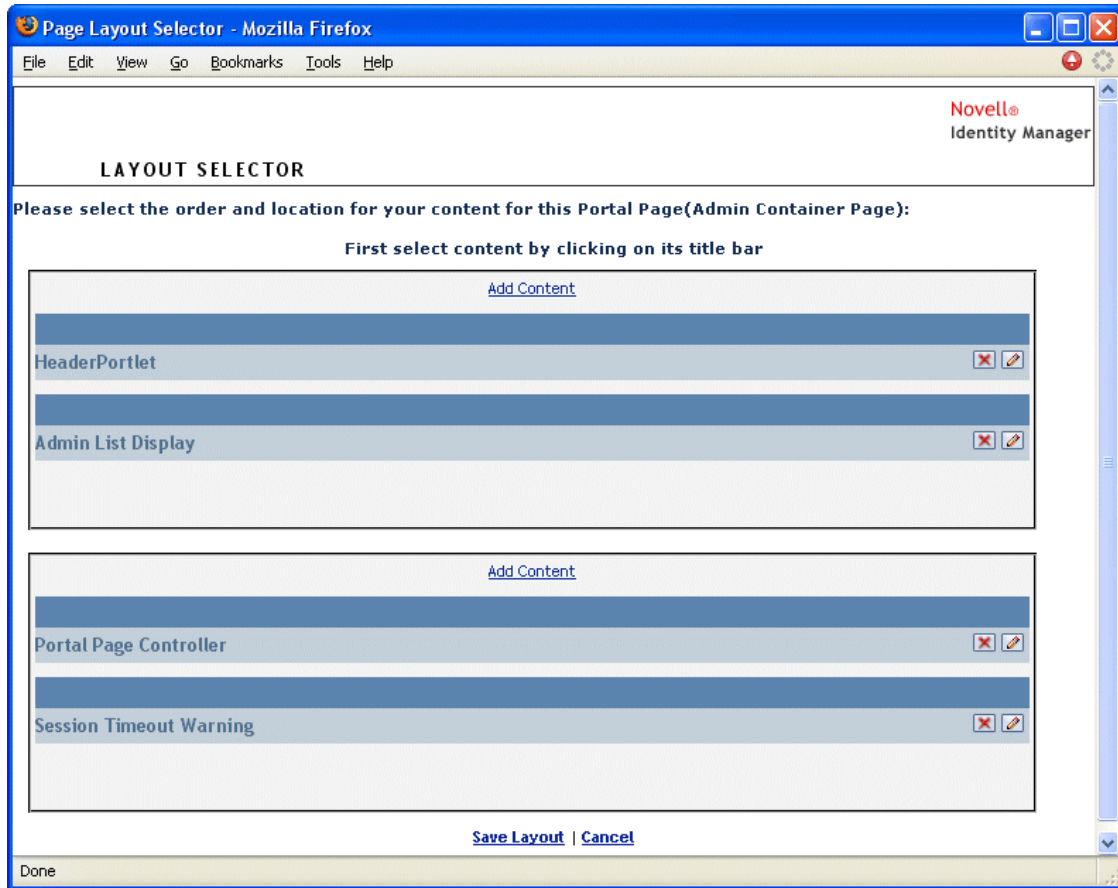 Page Layout Selector - Mozilla Firefox
File Edit View Go Bookmarks Tools Help
Novell®
Identity Manager
LAYOUT SELECTOR
Please select the order and location for your content for this Portal Page(Admin Container Page):
First select content by clicking on its title bar
Add Content
HeaderPortlet
Admin List Display
Add Content
Portal Page Controller
Session Timeout Warning
Save Layout | Cancel
Done